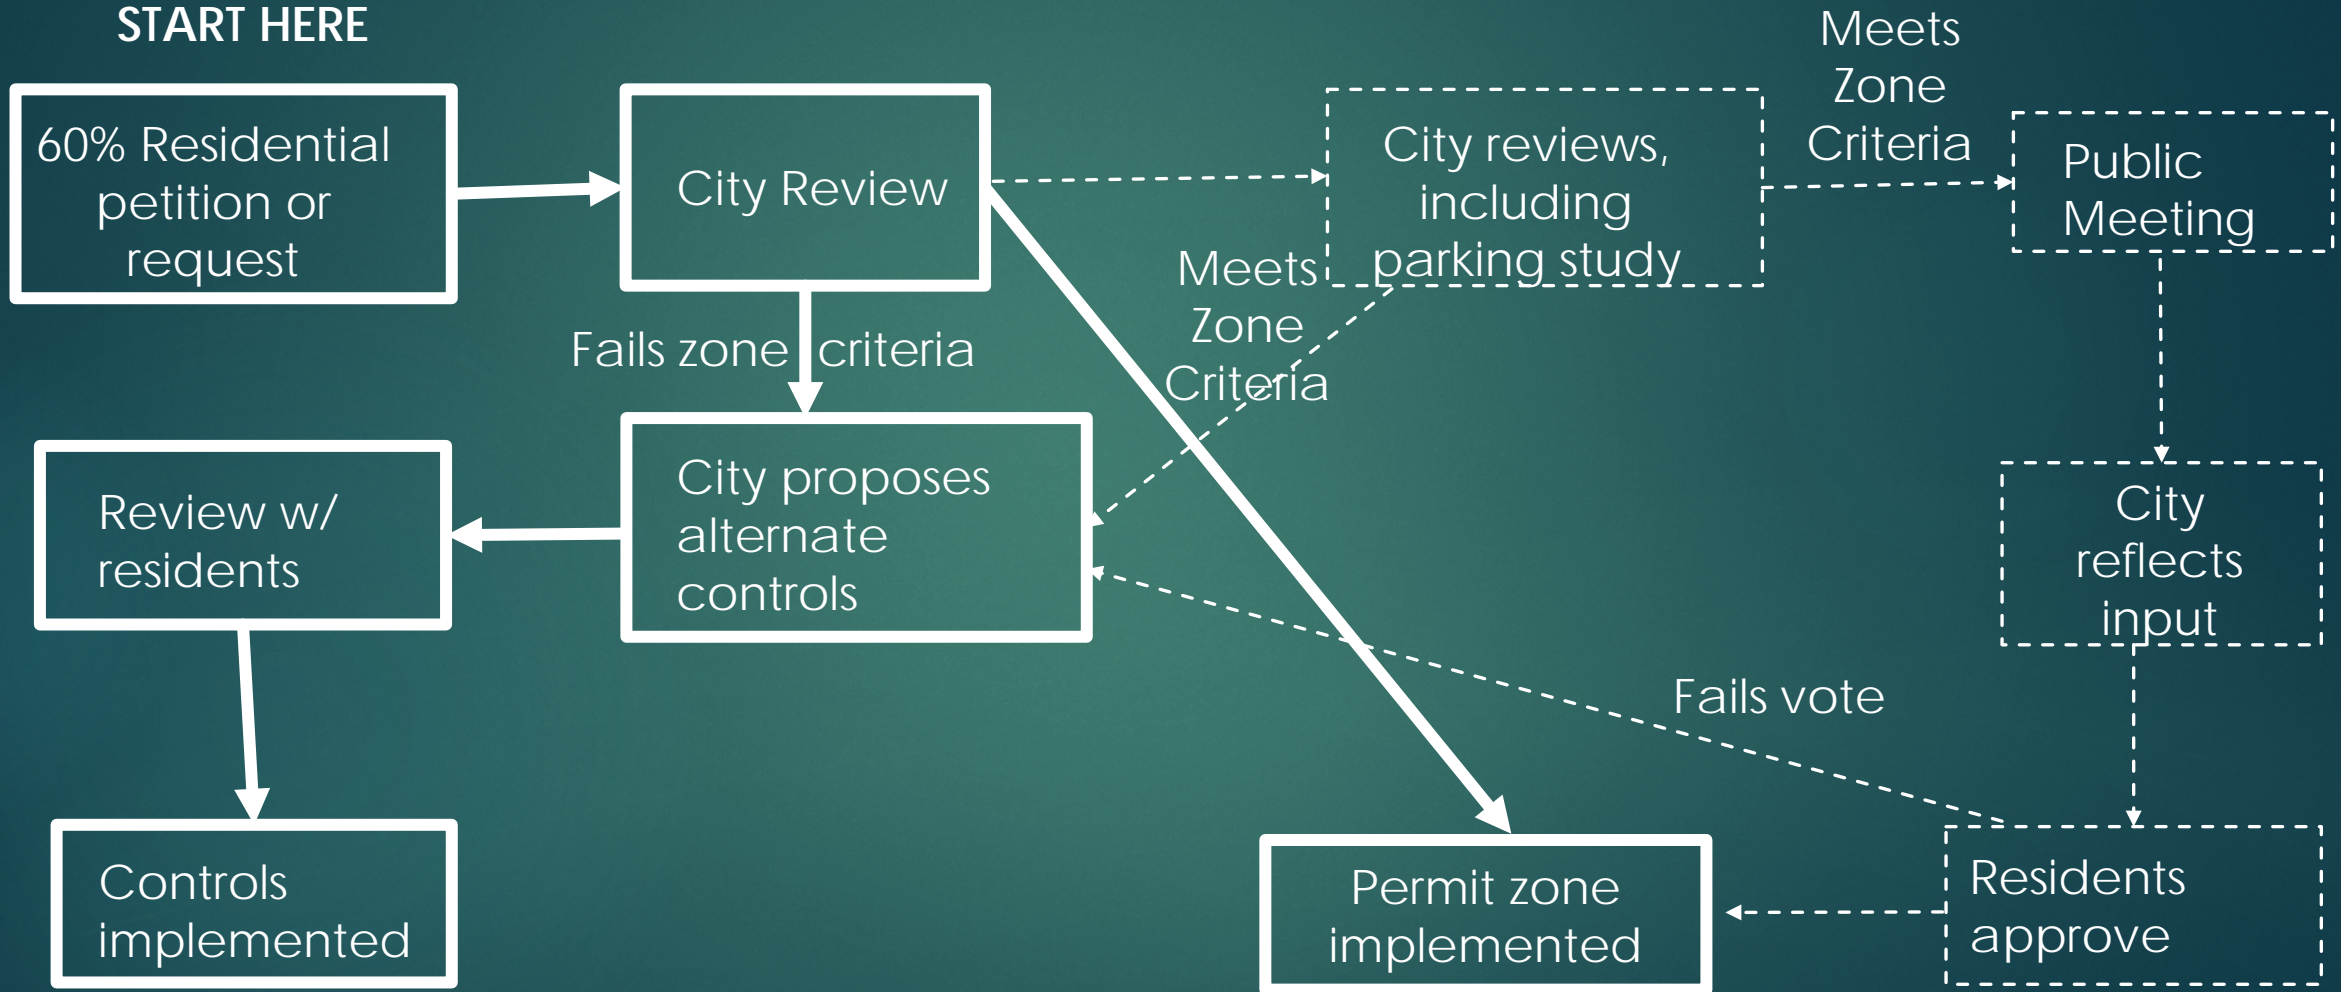 START HERE
60% Residential
petition or
request
City Review
City reviews,
including
parking study
Meets
Zone
Criteria
Public
Meeting
Fails zone criteria
Meets
Zone
Criteria
Review w/
residents
City proposes
alternate
controls
City
reflects
input
Fails vote
Controls
implemented
Permit zone
implemented
Residents
approve